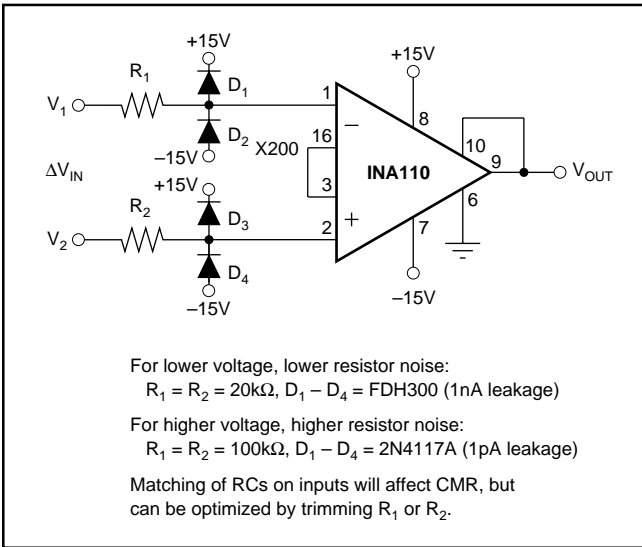 +15V
+15V
R1
D1
V1
1
8
–
10
D2
16
–15V
X200
INA110
9
VOUT
ΔVIN
+15V
3
6
R2
D3
+
V2
2
7
D4
–15V
–15V
For lower voltage, lower resistor noise:
R1 = R2 = 20kΩ, D1 – D4 = FDH300 (1nA leakage)
For higher voltage, higher resistor noise:
R1 = R2 = 100kΩ, D1 – D4 = 2N4117A (1pA leakage)
Matching of RCs on inputs will affect CMR, but
can be optimized by trimming R1 or R2.